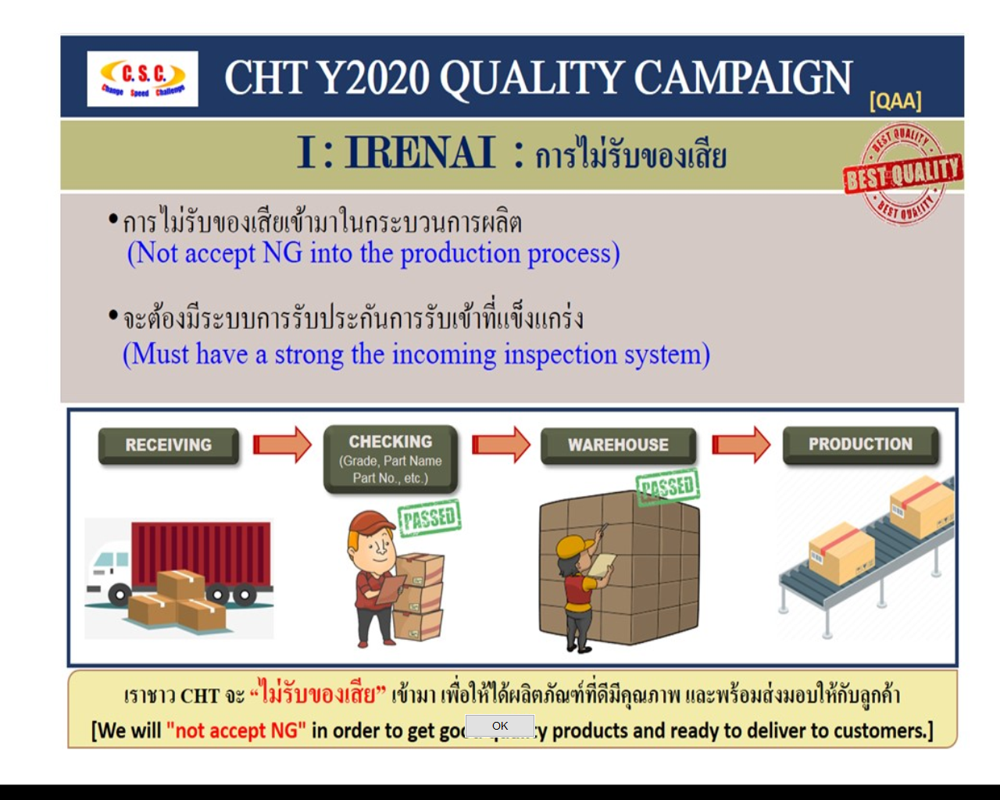 C. S. C.
Change Speed Challenge
CHT Y2020 QUALITY CAMPAIGN
[QAA]
I : IRENAI : การไม่รับของเสีย
BEST QUALITY
BEST QUALITY
BEST QUALITY
•การไม่รับของเสียเข้ามาในกระบวนการผลิต
(Not accept NG into the production process)
•จะต้องมีระบบการรับประกันการรับเข้าที่แข็งแกร่ง
(Must have a strong the incoming inspection system)
RECEIVING
CHECKING
(Grade, Part Name
Part No., etc.)
WAREHOUSE
PRODUCTION
PASSED
PASSED
เราชาว CHT จะ “ไม่รับของเสีย” เข้ามา เพื่อให้ได้ผลิตภัณฑ์ที่ดีมีคุณภาพ และพร้อมส่งมอบให้กับลูกค้า
[We will "not accept NG" in order to get products and ready to deliver to customers.]
OK